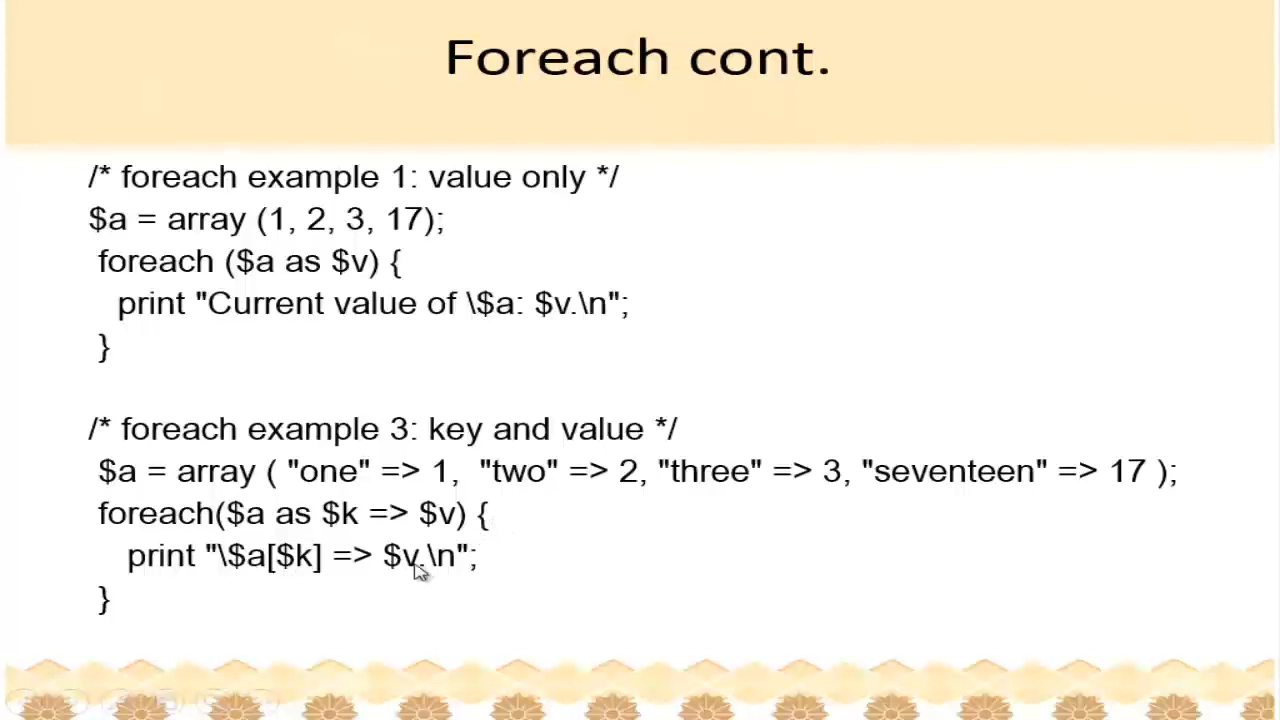 Foreach cont.
/* foreach example 1: value only */
$a = array (1, 2, 3, 17);
foreach ($a as $v) {
print "Current value of \$a: $v.\n";
}
/* foreach example 3: key and value */
$a = array ( "one" => 1,  "two" => 2, "three" => 3, "seventeen" => 17 );
foreach($a as $k => $v) {
print "\$a[$k] => $v.\n";
}